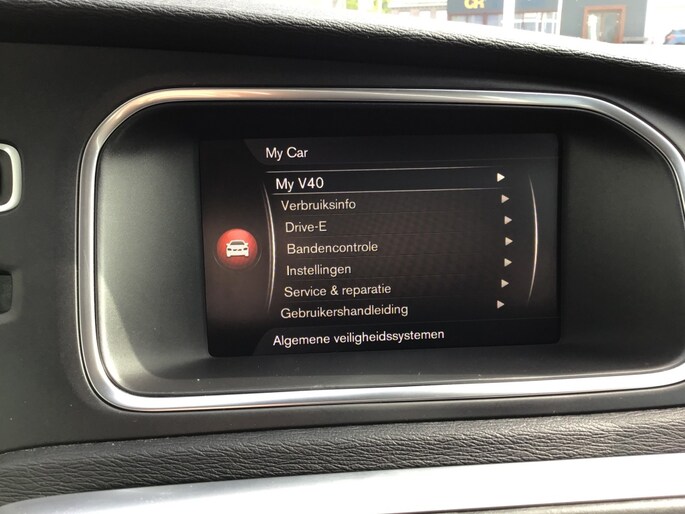 My Car
My V40
Verbruiksinfo
Drive-E
Bandencontrole
Instellingen
Service & reparatie
Gebruikershandleiding
Algemene veiligheidssystemen